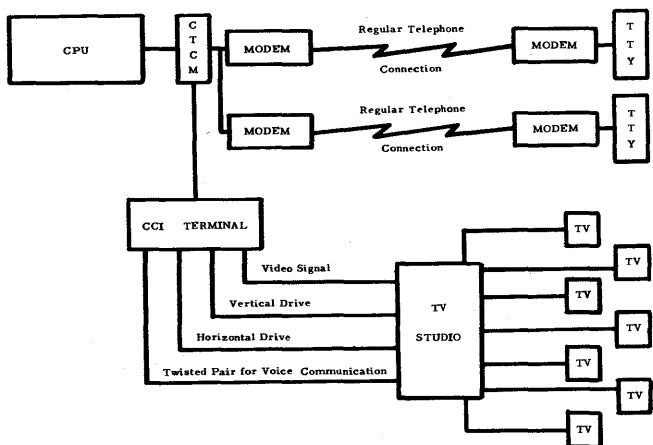 CPU
C
T
C
M
MODEM
Regular Telephone
Connection
MODEM
T
T
Y
MODEM
Regular Telephone
Connection
MODEM
T
T
Y
CCI TERMINAL
Video Signal
Vertical Drive
Horizontal Drive
Twisted Pair for Voice Communication
TV
STUDIO
TV
TV
TV
TV
TV
TV
TV